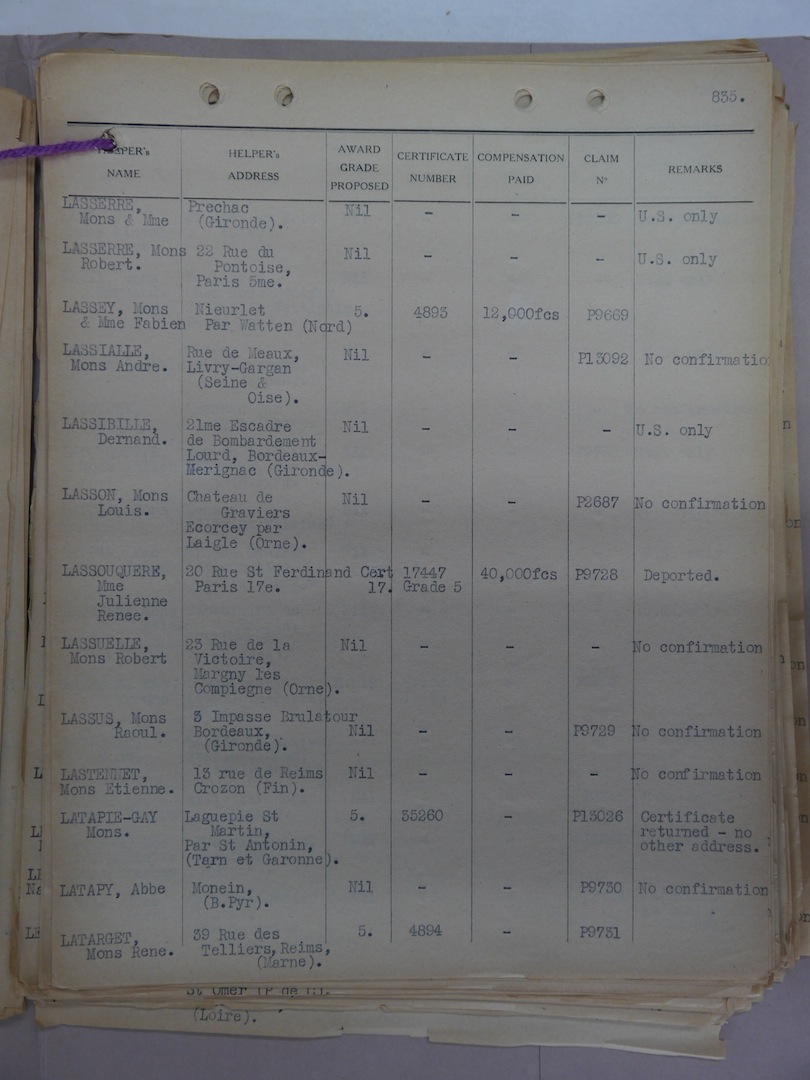 835.
HELPER's NAME | HELPER's ADDRESS | AWARD GRADE PROPOSED | CERTIFICATE NUMBER | COMPENSATION PAID | CLAIM Nº | REMARKS
LASSERRE, Prechac Nil - - - U.S. only
Mons & Mme (Gironde).
LASSERRE, Mons 22 Rue du Nil - - - U.S. only
Robert. Pontoise,
Paris 5me.
LASSEY, Mons Nieurlet 5. 4893 12,000fcs P9669
& Mme Fabien Par Watten (Nord)
LASSIALLE, Rue de Meaux, Nil - - P13092 No confirmatio
Mons Andre. Livry-Gargan
(Seine &
Oise).
LASSIBILLE, 21me Escadre Nil - - - U.S. only
Dernand. de Bombardement
Lourd, Bordeaux-
Merignac (Gironde).
LASSON, Mons Chateau de Nil - - P2687 No confirmation
Louis. Graviers
Ecorcey par
Laigle (Orne).
LASSOUQUERE, 20 Rue St Ferdinand Cert 17447 40,000fcs P9728 Deported.
Mme Paris 17e. 17. Grade 5
Julienne
Renee.
LASSUELLE, 23 Rue de la Nil - - - No confirmation
Mons Robert Victoire,
Margny les
Compiegne (Orne).
LASSUS, Mons 3 Impasse Brulatour
Raoul. Bordeaux, Nil - - P9729 No confirmation
(Gironde).
LASTENNET, 13 rue de Reims Nil - - - No confirmation
Mons Etienne. Crozon (Fin).
LATAPIE-GAY Laguepie St 5. 35260 - P13026 Certificate
Mons. Martin, returned - no
Par St Antonin, other address.
(Tarn et Garonne).
LATAPY, Abbe Monein, Nil - - P9730 No confirmation
(B.Pyr).
LATARGET, 39 Rue des 5. 4894 - P9731
Mons Rene. Telliers, Reims,
(Marne).
(Loire).